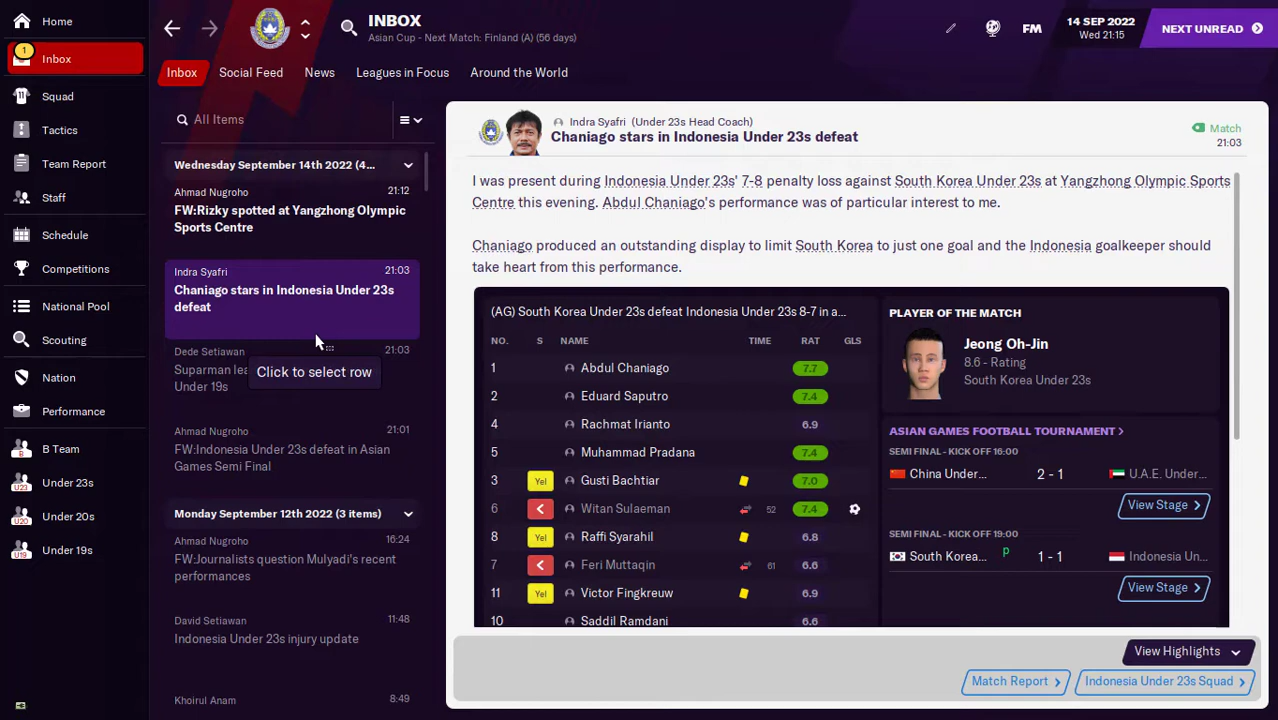 Home
Inbox
1
Squad
Tactics
Team Report
Staff
Schedule
Competitions
National Pool
Scouting
Nation
Performance
B Team
Under 23s
Under 20s
Under 19s
INBOX
Asian Cup - Next Match: Finland (A) (56 days)
FM
14 SEP 2022
Wed 21:15
NEXT UNREAD
Inbox
Social Feed
News
Leagues in Focus
Around the World
All Items
Wednesday September 14th 2022 (4...
Ahmad Nugroho 21:12
FW:Rizky spotted at Yangzhong Olympic
Sports Centre
Indra Syafri 21:03
Chaniago stars in Indonesia Under 23s
defeat
Dede Setiawan 21:03
Suparman lea
Under 19s
Click to select row
Ahmad Nugroho 21:01
FW:Indonesia Under 23s defeat in Asian
Games Semi Final
Monday September 12th 2022 (3 items)
Ahmad Nugroho 16:24
FW:Journalists question Mulyadi's recent
performances
David Setiawan 11:48
Indonesia Under 23s injury update
Khoirul Anam 8:49
Indra Syafri (Under 23s Head Coach)
Chaniago stars in Indonesia Under 23s defeat
Match
21:03
I was present during Indonesia Under 23s' 7-8 penalty loss against South Korea Under 23s at Yangzhong Olympic Sports
Centre this evening. Abdul Chaniago's performance was of particular interest to me.
Chaniago produced an outstanding display to limit South Korea to just one goal and the Indonesia goalkeeper should
take heart from this performance.
(AG) South Korea Under 23s defeat Indonesia Under 23s 8-7 in a...
NO. S NAME TIME RAT GLS
1 Abdul Chaniago 7.7
2 Eduard Saputro 7.4
4 Rachmat Irianto 6.9
5 Muhammad Pradana 7.4
3 Yel Gusti Bachtiar 7.0
6 Witan Sulaeman 52 7.4
8 Yel Raffi Syarahil 6.8
7 Feri Muttaqin 61 6.6
11 Yel Victor Fingkreuw 6.9
10 Saddil Ramdani 6.6
PLAYER OF THE MATCH
Jeong Oh-Jin
8.6 - Rating
South Korea Under 23s
ASIAN GAMES FOOTBALL TOURNAMENT
SEMI FINAL - KICK OFF 16:00
China Under... 2 - 1 U.A.E. Under...
View Stage
SEMI FINAL - KICK OFF 19:00
South Korea... p 1 - 1 Indonesia Un...
View Stage
View Highlights
Match Report
Indonesia Under 23s Squad